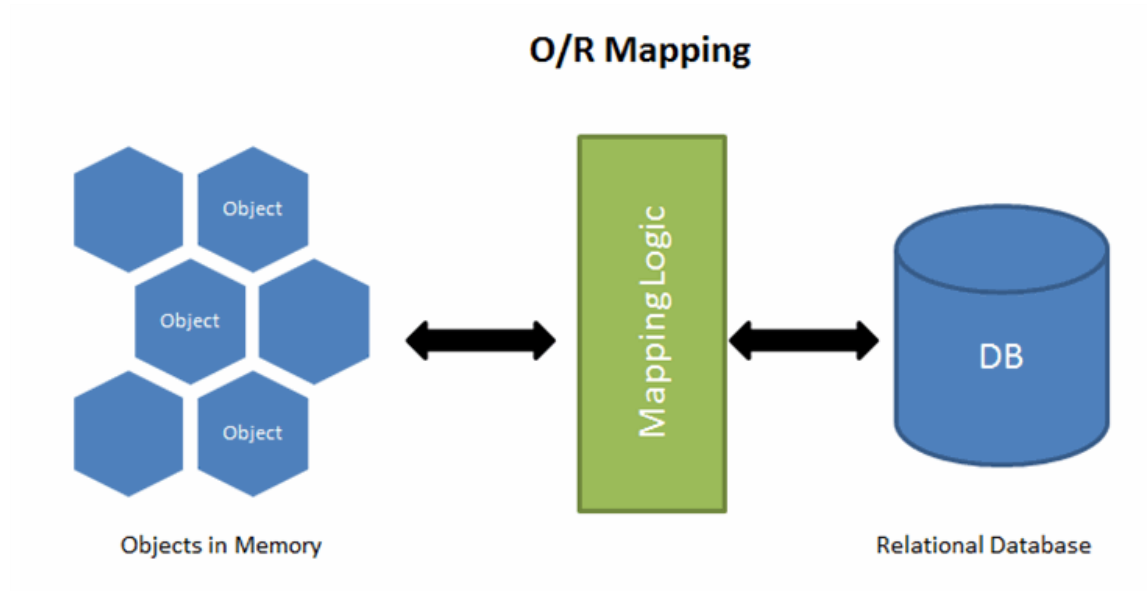 O/R Mapping
Object
Object
Object
Mapping Logic
DB
Objects in Memory
Relational Database